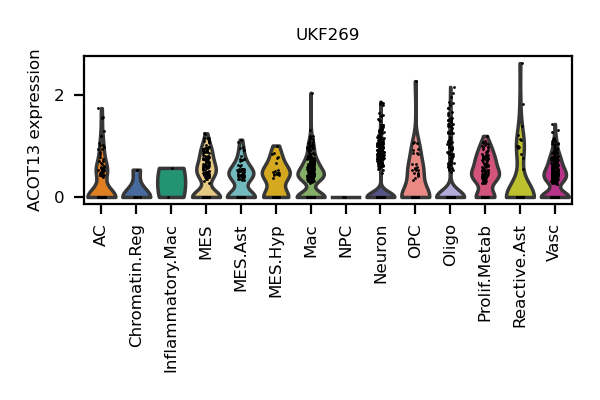 UKF269
ACOT13 expression
2
0
AC
Chromatin.Reg
Inflammatory.Mac
MES
MES.Ast
MES.Hyp
Mac
NPC
Neuron
OPC
Oligo
Prolif.Metab
Reactive.Ast
Vasc